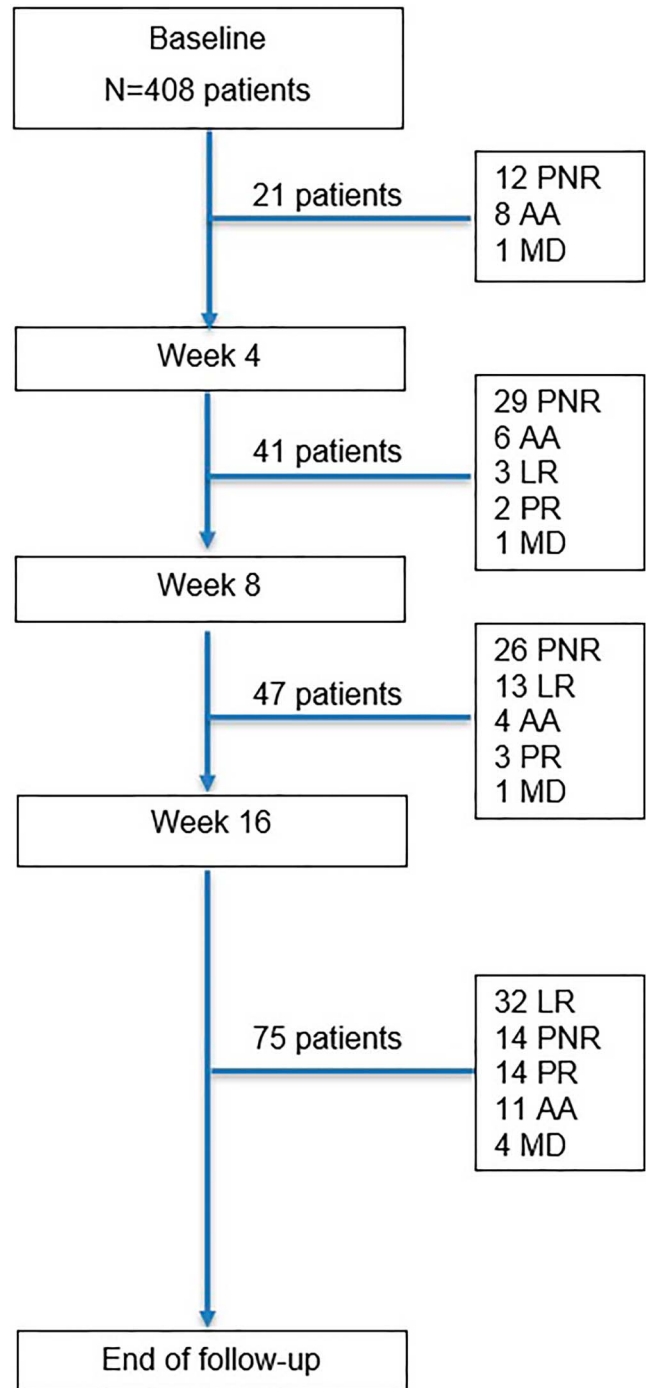 Baseline
N=408 patients
21 patients
12 PNR
8 AA
1 MD
Week 4
41 patients
29 PNR
6 AA
3 LR
2 PR
1 MD
Week 8
47 patients
26 PNR
13 LR
4 AA
3 PR
1 MD
Week 16
75 patients
32 LR
14 PNR
14 PR
11 AA
4 MD
End of follow-up